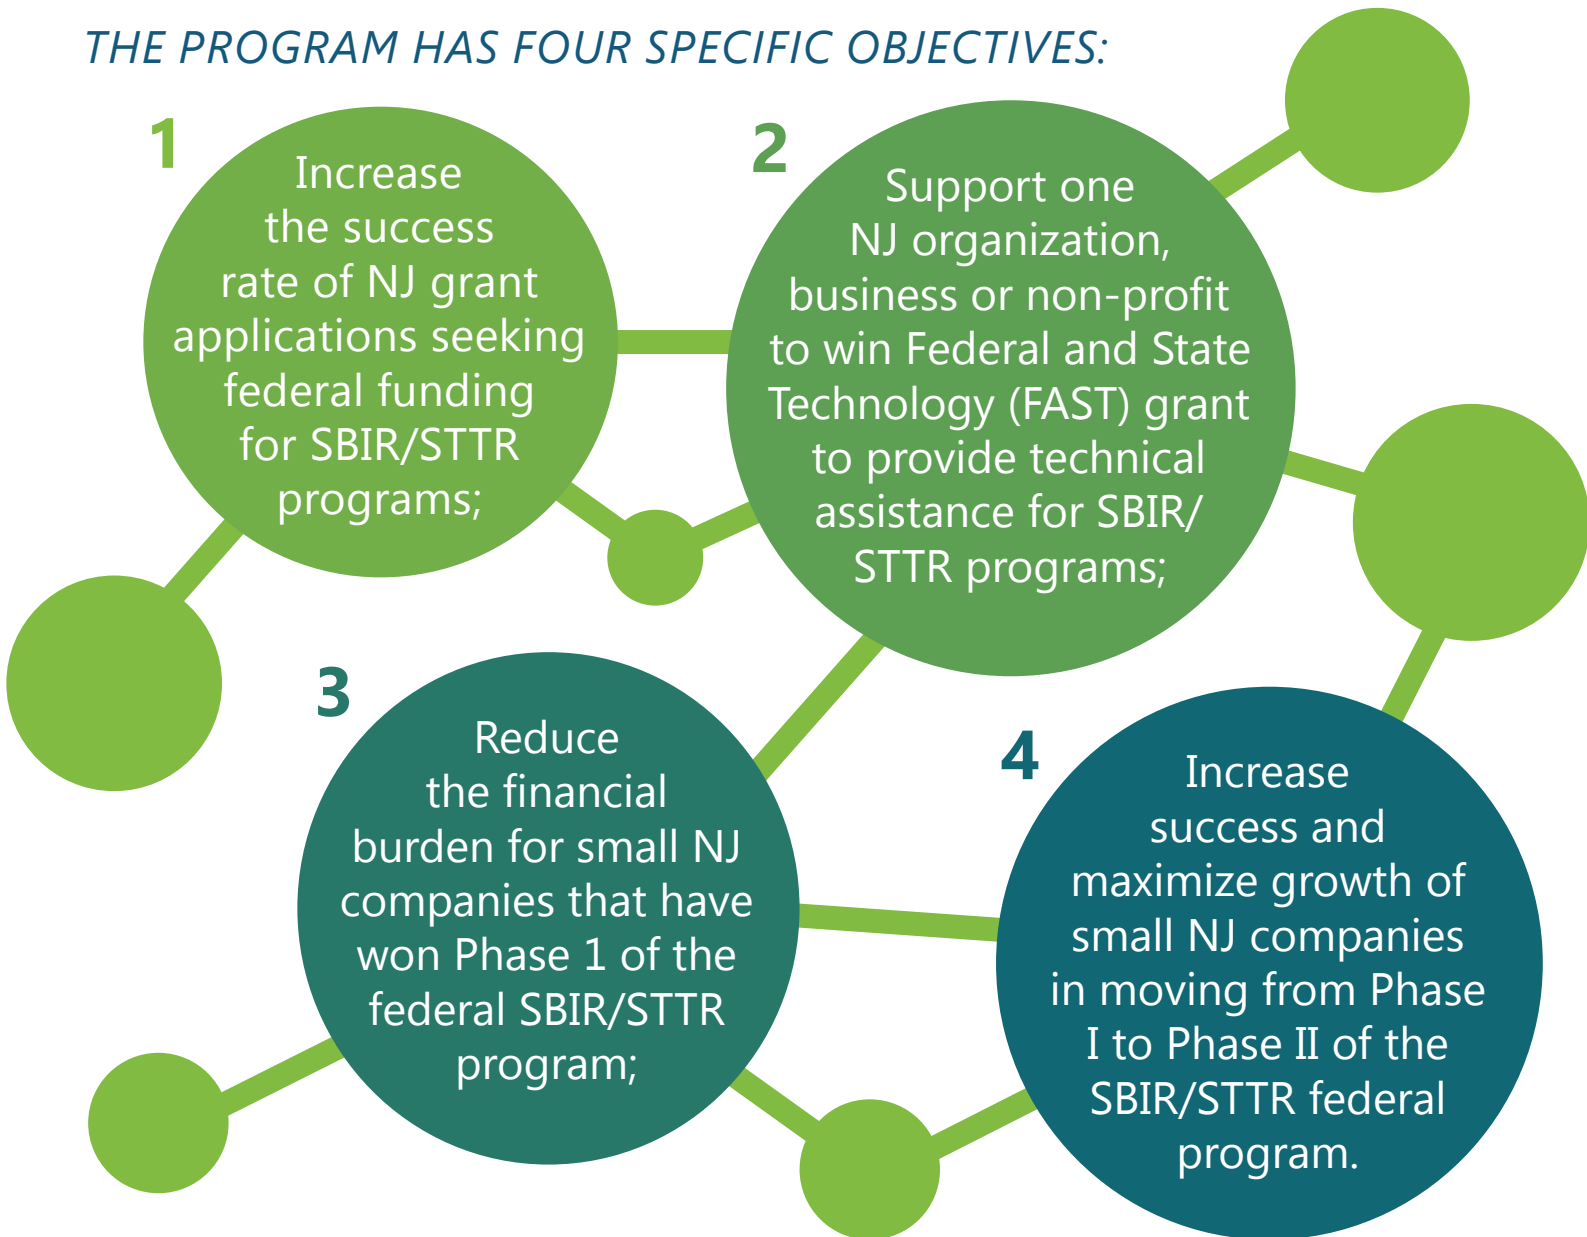 THE PROGRAM HAS FOUR SPECIFIC OBJECTIVES:
1
Increase
the success
rate of NJ grant
applications seeking
federal funding
for SBIR/STTR
programs;
2
Support one
NJ organization,
business or non-profit
to win Federal and State
Technology (FAST) grant
to provide technical
assistance for SBIR/
STTR programs;
3
Reduce
the financial
burden for small NJ
companies that have
won Phase 1 of the
federal SBIR/STTR
program;
4
Increase
success and
maximize growth of
small NJ companies
in moving from Phase
I to Phase II of the
SBIR/STTR federal
program.